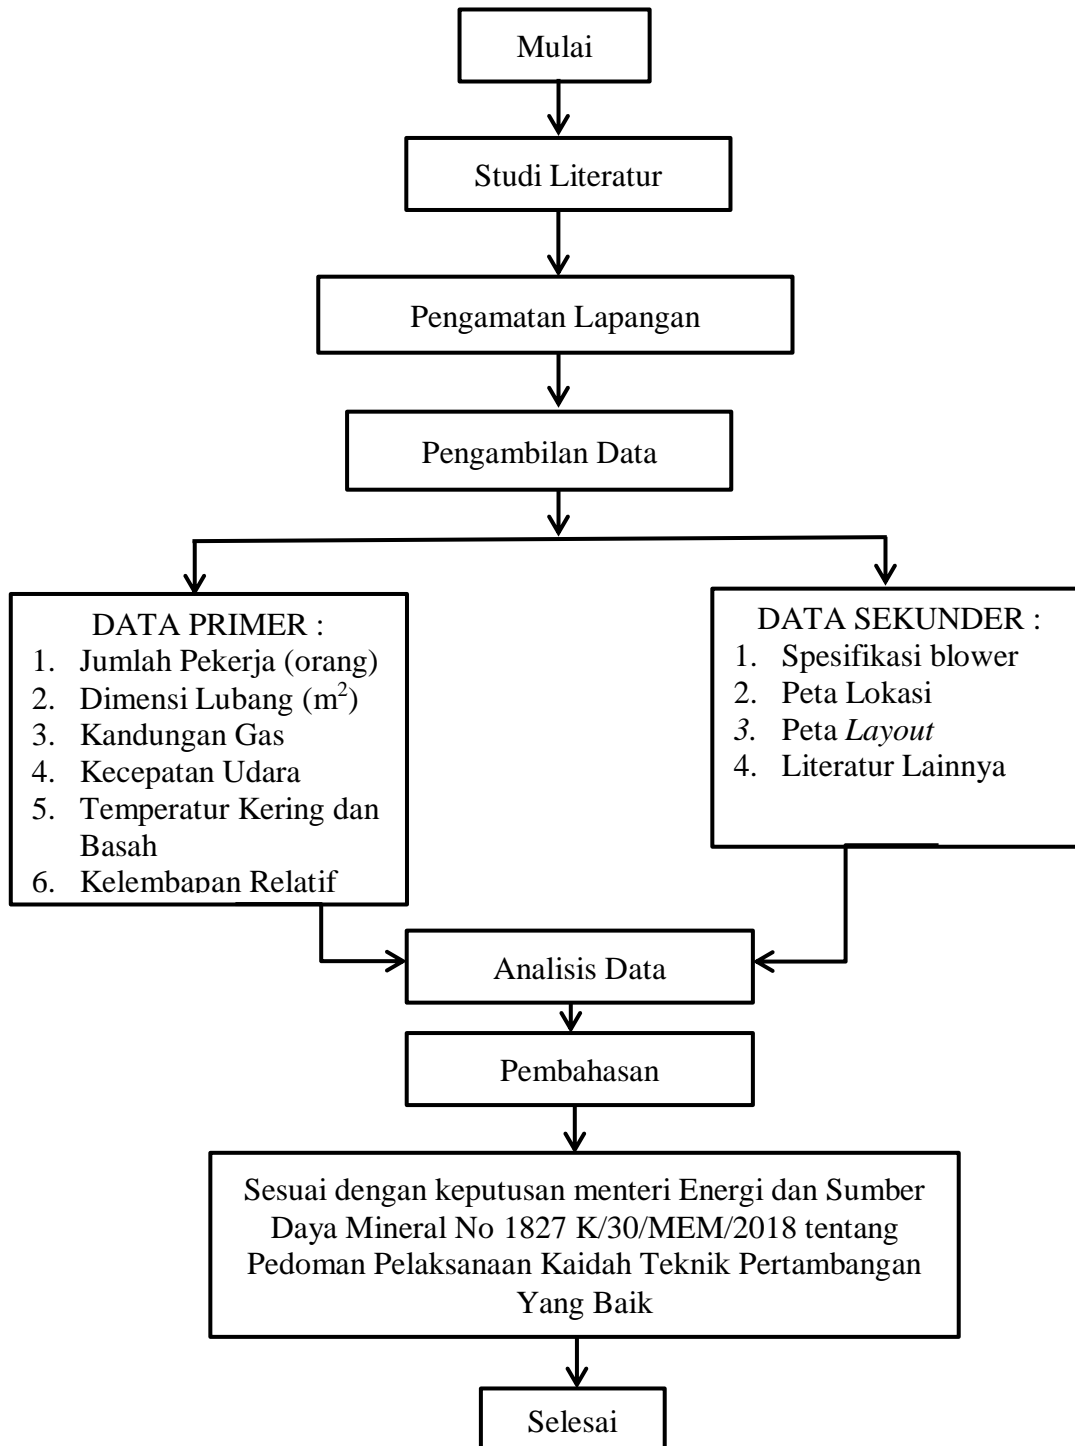 Mulai
Studi Literatur
Pengamatan Lapangan
Pengambilan Data
DATA PRIMER :
1. Jumlah Pekerja (orang)
2. Dimensi Lubang (m²)
3. Kandungan Gas
4. Kecepatan Udara
5. Temperatur Kering dan
Basah
6. Kelembapan Relatif
DATA SEKUNDER :
1. Spesifikasi blower
2. Peta Lokasi
3. Peta Layout
4. Literatur Lainnya
Analisis Data
Pembahasan
Sesuai dengan keputusan menteri Energi dan Sumber
Daya Mineral No 1827 K/30/MEM/2018 tentang
Pedoman Pelaksanaan Kaidah Teknik Pertambangan
Yang Baik
Selesai